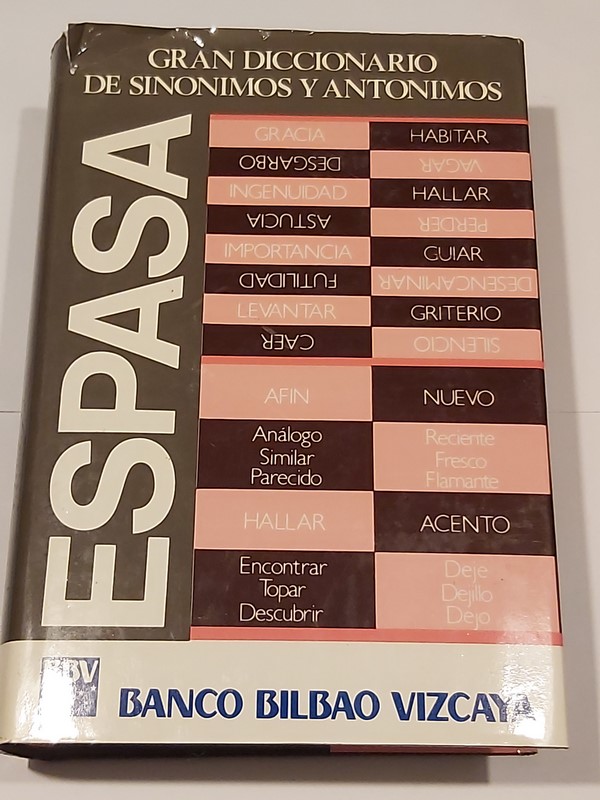 GRAN DICCIONARIO
DE SINONIMOS Y ANTONIMOS
ESPASA
GRACIA HABITAR
DESGARBO VAGAR
INGENUIDAD HALLAR
ASTUCIA PERDER
IMPORTANCIA GUIAR
FUTILIDAD DESENCAMINAR
LEVANTAR GRITERIO
CAER SILENCIO
AFIN NUEVO
Análogo Reciente
Similar Fresco
Parecido Flamante
HALLAR ACENTO
Encontrar Deje
Topar Dejillo
Descubrir Dejo
BBV
BANCO BILBAO VIZCAYA